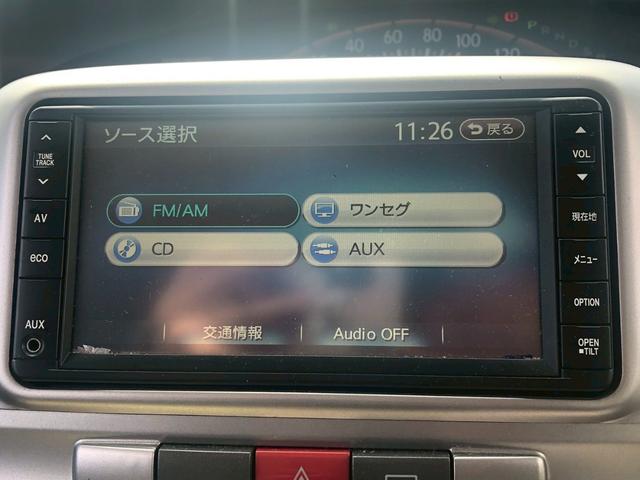 40 60 80 100 120
P R N D
ソース選択 11:26 戻る
FM/AM ワンセグ
CD AUX
交通情報 Audio OFF
TUNE
TRACK
AV
eco
AUX
VOL
現在地
メニュー
OPTION
OPEN
■TILT